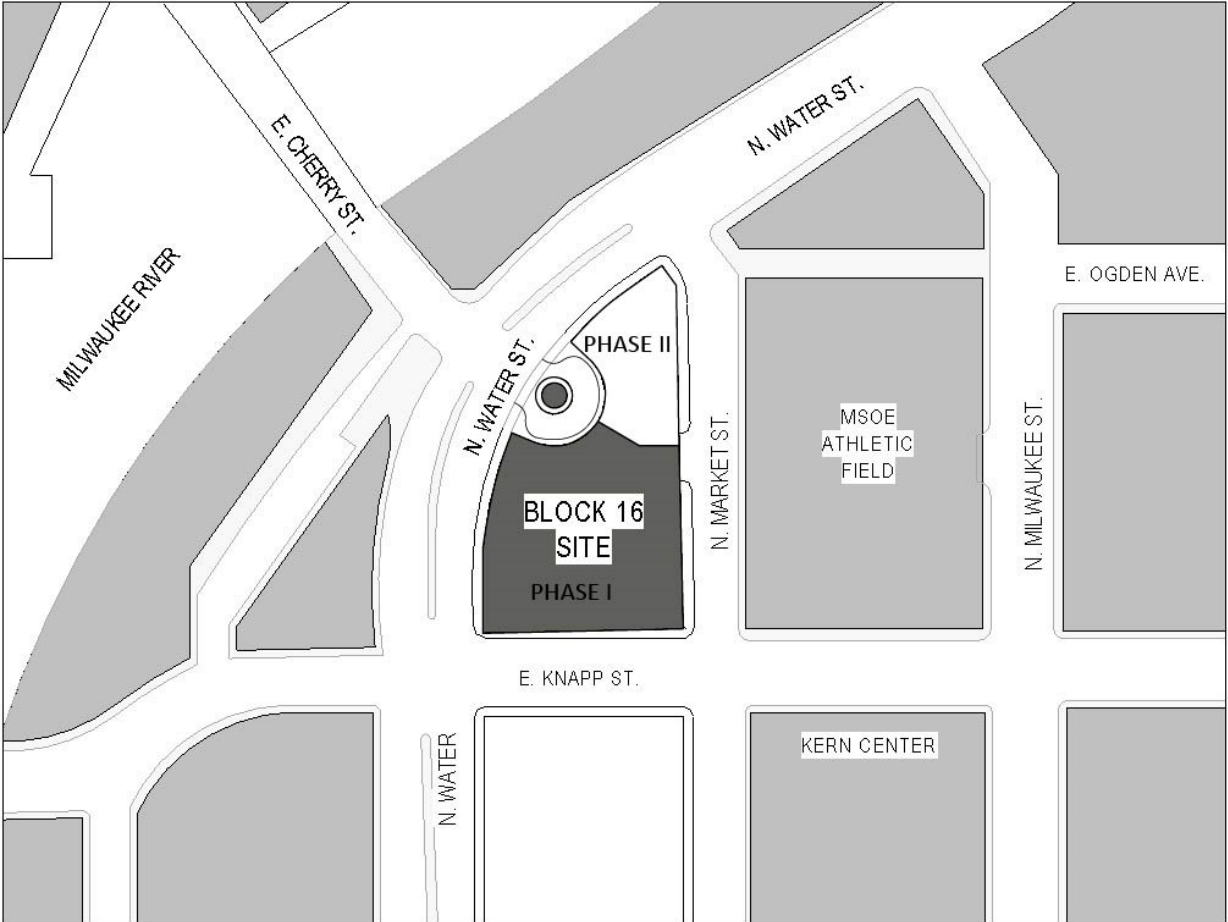 N. WATER ST.
E. CHERRY ST.
E. OGDEN AVE.
MILWAUKEE RIVER
PHASE II
N. WATER ST.
MSOE
ATHLETIC
FIELD
N. MARKET ST.
N. MILWAUKEE ST.
BLOCK 16
SITE
PHASE I
E. KNAPP ST.
KERN CENTER
N. WATER